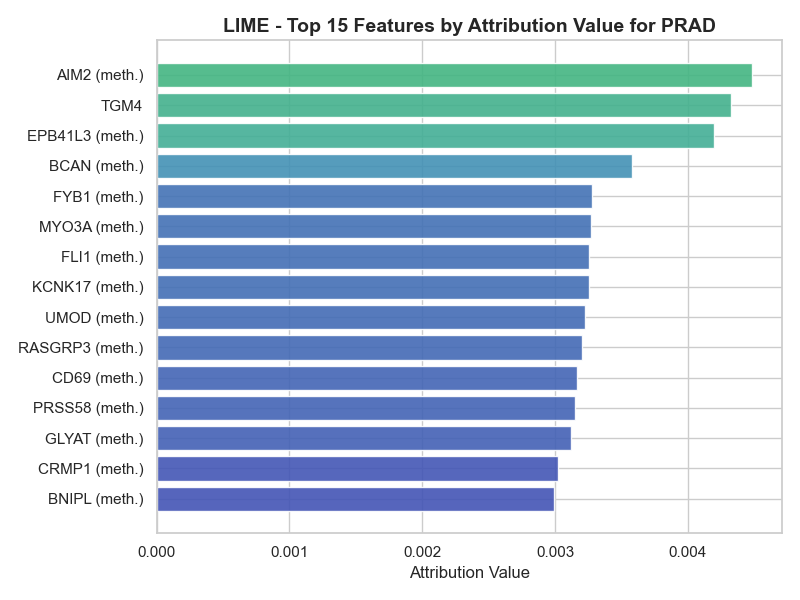 LIME - Top 15 Features by Attribution Value for PRAD
AIM2 (meth.)
TGM4
EPB41L3 (meth.)
BCAN (meth.)
FYB1 (meth.)
MYO3A (meth.)
FLI1 (meth.)
KCNK17 (meth.)
UMOD (meth.)
RASGRP3 (meth.)
CD69 (meth.)
PRSS58 (meth.)
GLYAT (meth.)
CRMP1 (meth.)
BNIPL (meth.)
0.000 0.001 0.002 0.003 0.004
Attribution Value